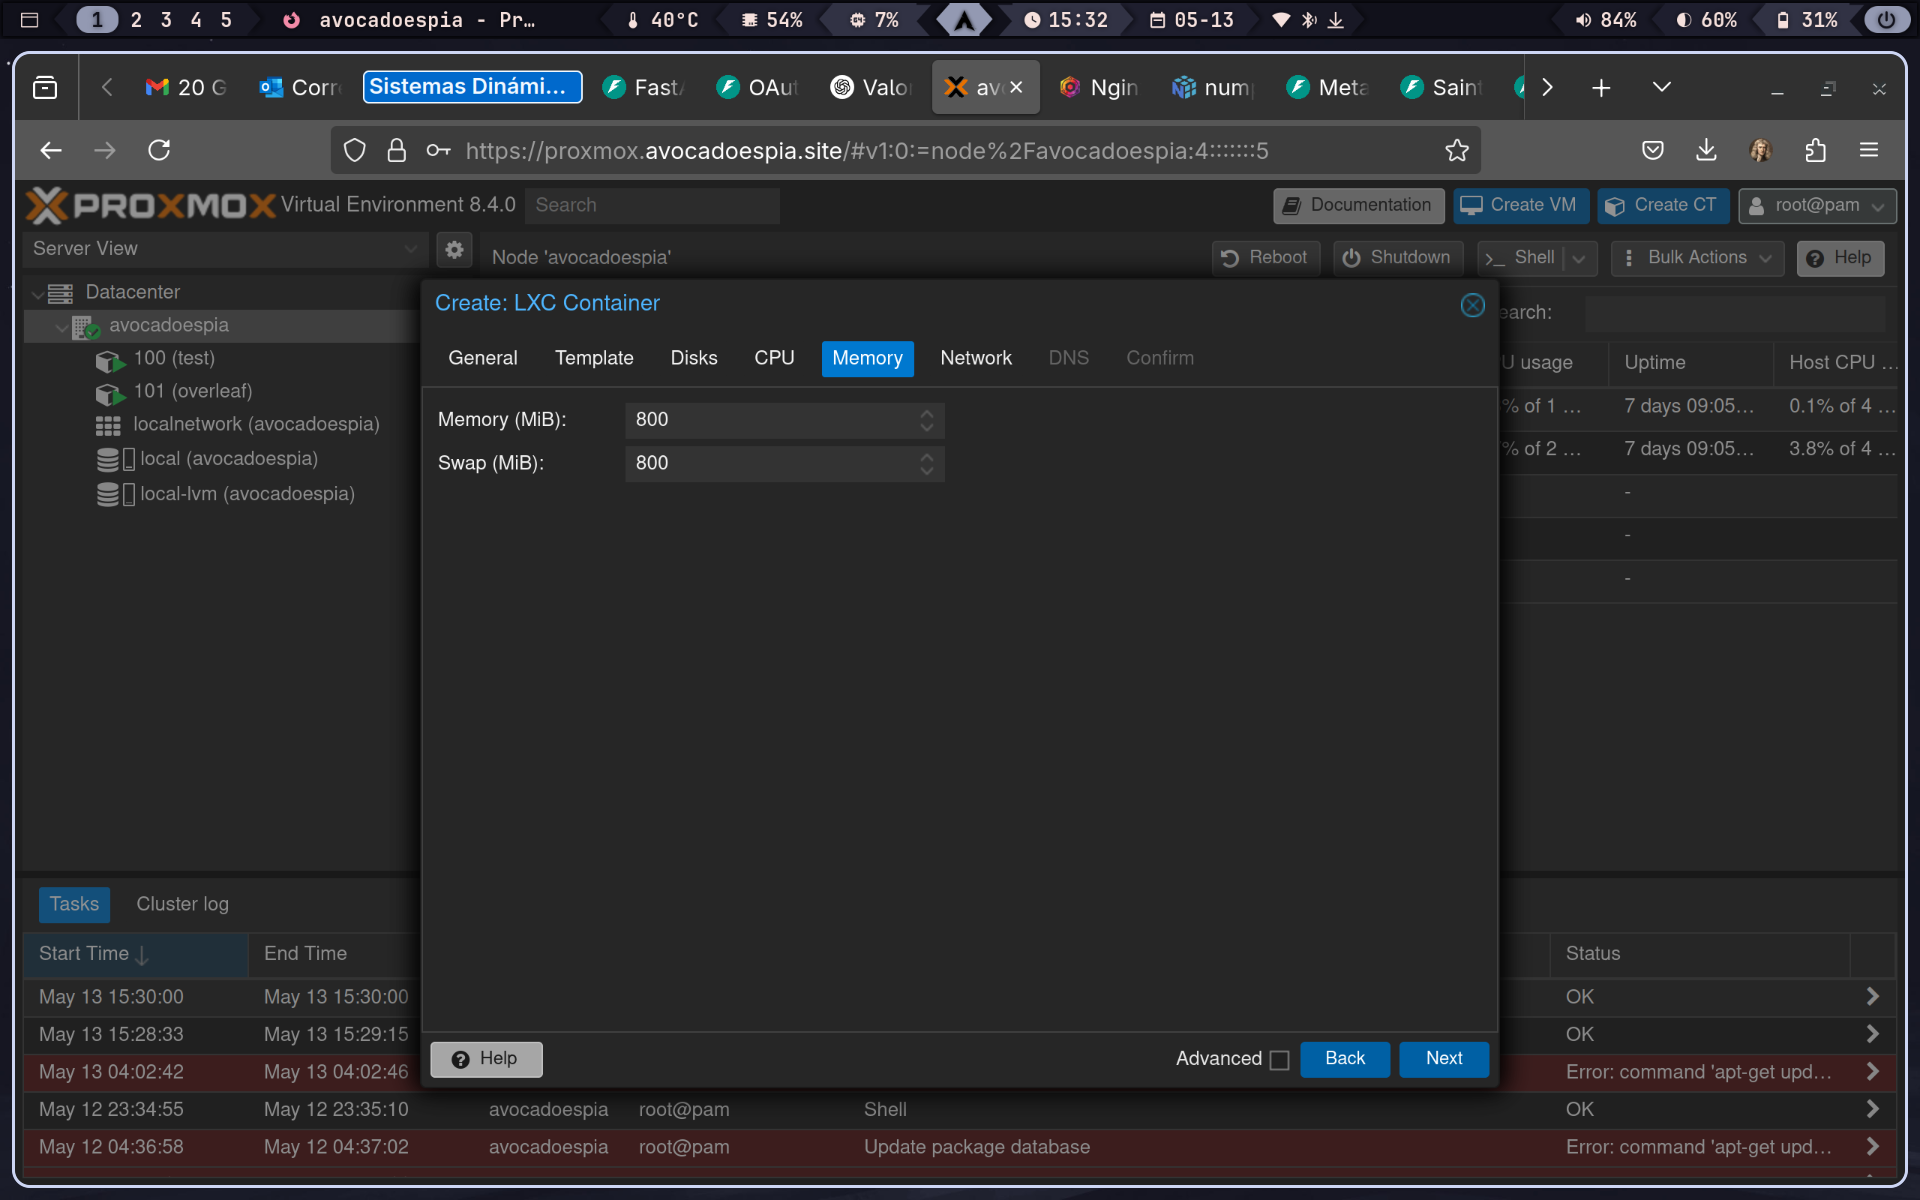 1 2 3 4 5 avocadoespia - Pr… 40°C 54% 7% 15:32 05-13 84% 60% 31%
20 G Corr Sistemas Dinámi... FastA OAut Valo av Ngin num Meta Saint
https://proxmox.avocadoespia.site/#v1:0:=node%2Favocadoespia:4:::::::5
PROXMOX Virtual Environment 8.4.0 Search Documentation Create VM Create CT root@pam
Server View Node 'avocadoespia' Reboot Shutdown Shell Bulk Actions Help
Datacenter
avocadoespia
100 (test)
101 (overleaf)
localnetwork (avocadoespia)
local (avocadoespia)
local-lvm (avocadoespia)
Create: LXC Container
General Template Disks CPU Memory Network DNS Confirm
Memory (MiB): 800
Swap (MiB): 800
Help Advanced Back Next
earch:
U usage Uptime Host CPU ...
% of 1 ... 7 days 09:05... 0.1% of 4 ...
% of 2 ... 7 days 09:05... 3.8% of 4 ...
-
-
-
Tasks Cluster log
Start Time End Time Status
May 13 15:30:00 May 13 15:30:00 OK
May 13 15:28:33 May 13 15:29:15 OK
May 13 04:02:42 May 13 04:02:46 Error: command 'apt-get upd...
May 12 23:34:55 May 12 23:35:10 avocadoespia root@pam Shell OK
May 12 04:36:58 May 12 04:37:02 avocadoespia root@pam Update package database Error: command 'apt-get upd...